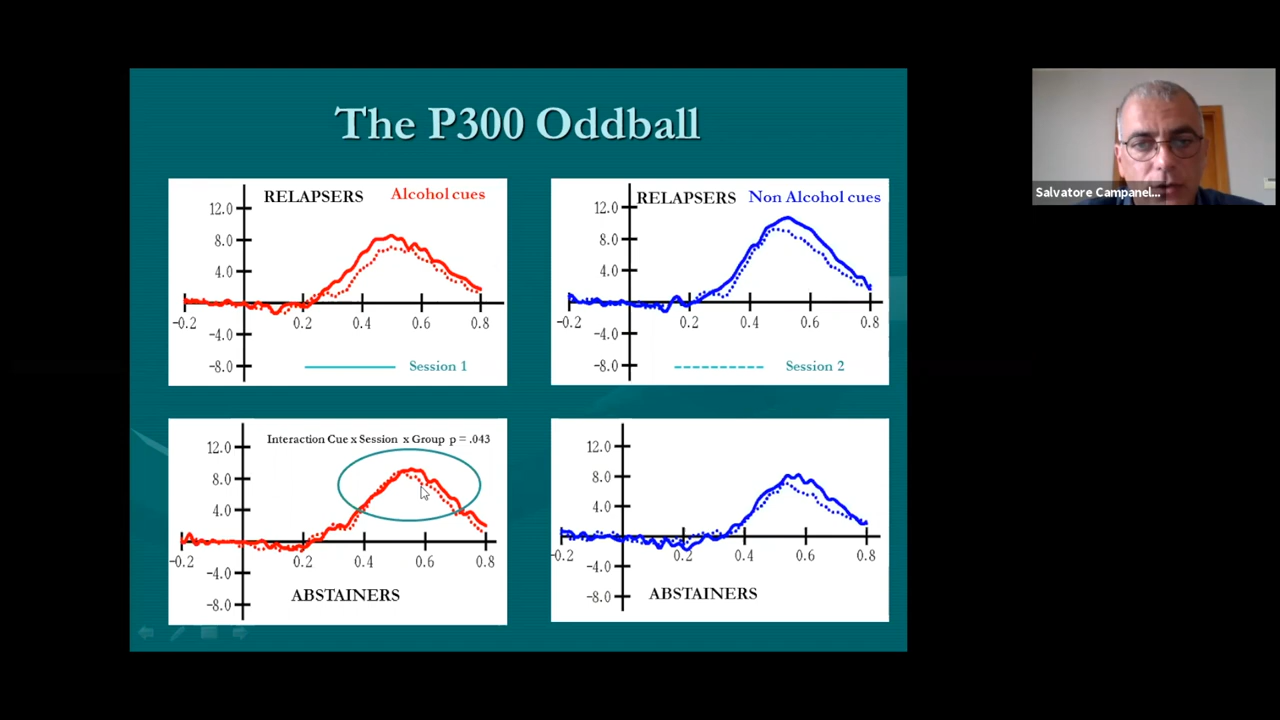 The P300 Oddball
RELAPSERS Alcohol cues
12.0
8.0
4.0
-0.2 0.2 0.4 0.6 0.8
-4.0
-8.0
Session 1
RELAPSERS Non Alcohol cues
12.0
8.0
4.0
-0.2 0.2 0.4 0.6 0.8
-4.0
-8.0
Session 2
Interaction Cue x Session x Group p = .043
12.0
8.0
4.0
-0.2 0.2 0.4 0.6 0.8
-4.0
-8.0
ABSTAINERS
12.0
8.0
4.0
-0.2 0.2 0.4 0.6 0.8
-4.0
-8.0
ABSTAINERS
Salvatore Campanel...